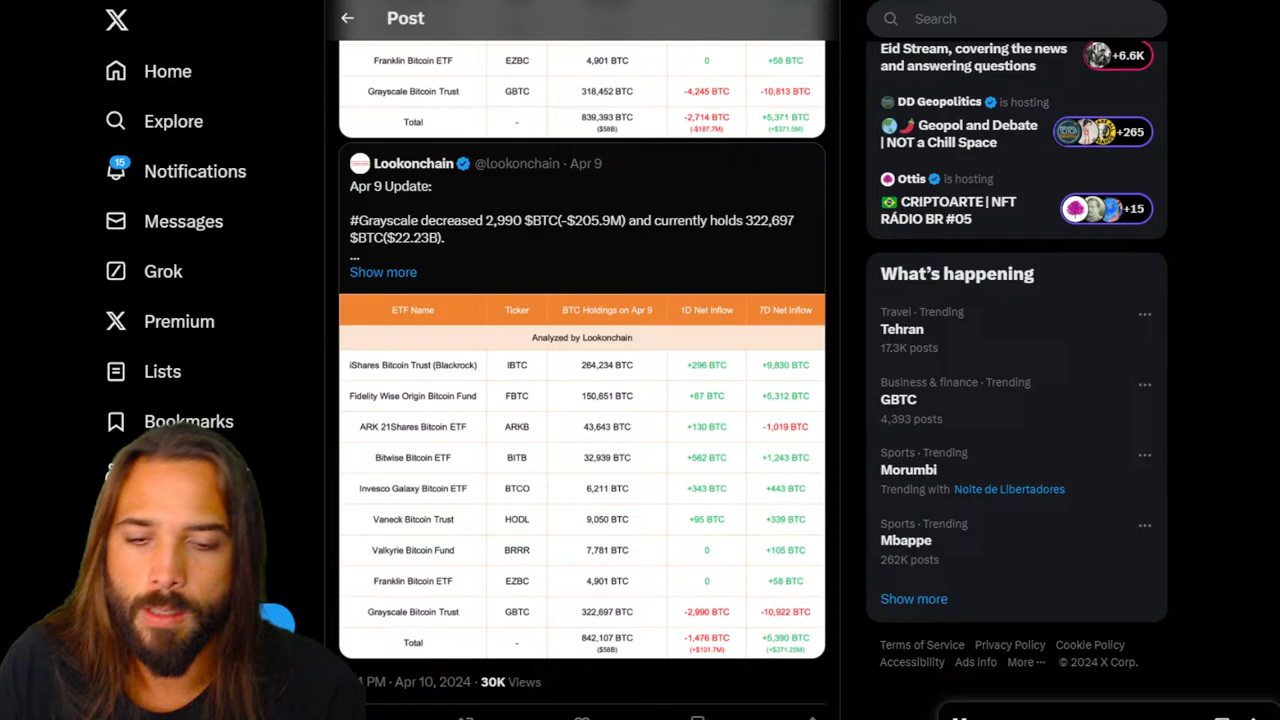 Home
Explore
15
Notifications
Messages
Grok
Premium
Lists
Bookmarks
Post
Franklin Bitcoin ETF EZBC 4,901 BTC 0 +58 BTC
Grayscale Bitcoin Trust GBTC 318,452 BTC -4,245 BTC -10,813 BTC
Total - 839,393 BTC -2,714 BTC +5,371 BTC
($58B) (-$187.7M) (+$371.5M)
Lookonchain @lookonchain · Apr 9
Apr 9 Update:
#Grayscale decreased 2,990 $BTC(-$205.9M) and currently holds 322,697
$BTC($22.23B).
...
Show more
ETF Name Ticker BTC Holdings on Apr 9 1D Net Inflow 7D Net Inflow
Analyzed by Lookonchain
iShares Bitcoin Trust (Blackrock) IBTC 264,234 BTC +296 BTC +9,830 BTC
Fidelity Wise Origin Bitcoin Fund FBTC 150,651 BTC +87 BTC +5,312 BTC
ARK 21Shares Bitcoin ETF ARKB 43,643 BTC +130 BTC -1,019 BTC
Bitwise Bitcoin ETF BITB 32,939 BTC +562 BTC +1,243 BTC
Invesco Galaxy Bitcoin ETF BTCO 6,211 BTC +343 BTC +443 BTC
Vaneck Bitcoin Trust HODL 9,050 BTC +95 BTC +339 BTC
Valkyrie Bitcoin Fund BRRR 7,781 BTC 0 +105 BTC
Franklin Bitcoin ETF EZBC 4,901 BTC 0 +58 BTC
Grayscale Bitcoin Trust GBTC 322,697 BTC -2,990 BTC -10,922 BTC
Total - 842,107 BTC -1,476 BTC +5,390 BTC
($58B) (+$101.7M) (+$371.25M)
PM · Apr 10, 2024 · 30K Views
Search
Eid Stream, covering the news
and answering questions
+6.6K
DD Geopolitics is hosting
Geopol and Debate
| NOT a Chill Space
+265
Ottis is hosting
CRIPTOARTE | NFT
RÁDIO BR #05
+15
What's happening
Travel · Trending
Tehran
17.3K posts
Business & finance · Trending
GBTC
4,393 posts
Sports · Trending
Morumbi
Trending with Noite de Libertadores
Sports · Trending
Mbappe
262K posts
Show more
Terms of Service Privacy Policy Cookie Policy
Accessibility Ads info More ··· © 2024 X Corp.